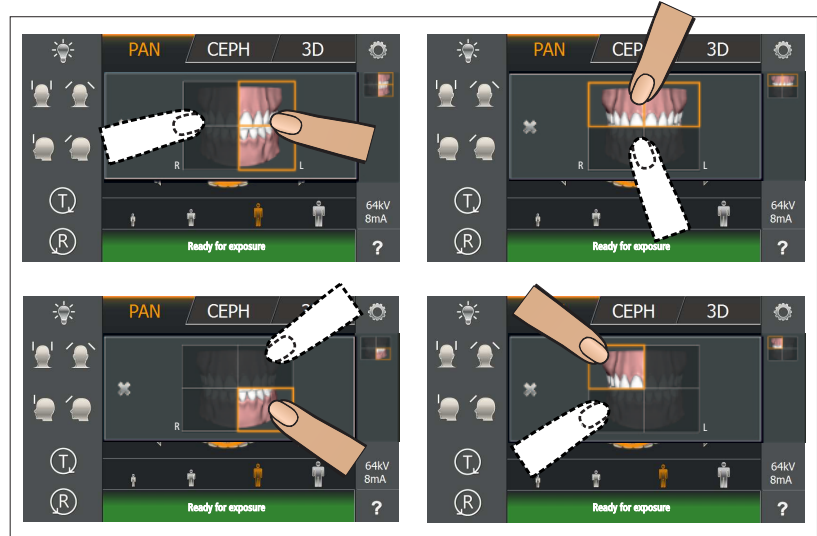 PAN CEPH 3D
R L
T
R
64kV
8mA
Ready for exposure
?
PAN CEP 3D
R L
T
R
64kV
8mA
Ready for exposure
?
PAN CEPH
R
T
R
64kV
8mA
Ready for exposure
?
CEPH 3D
L
T
R
64kV
8mA
Ready for exposure
?